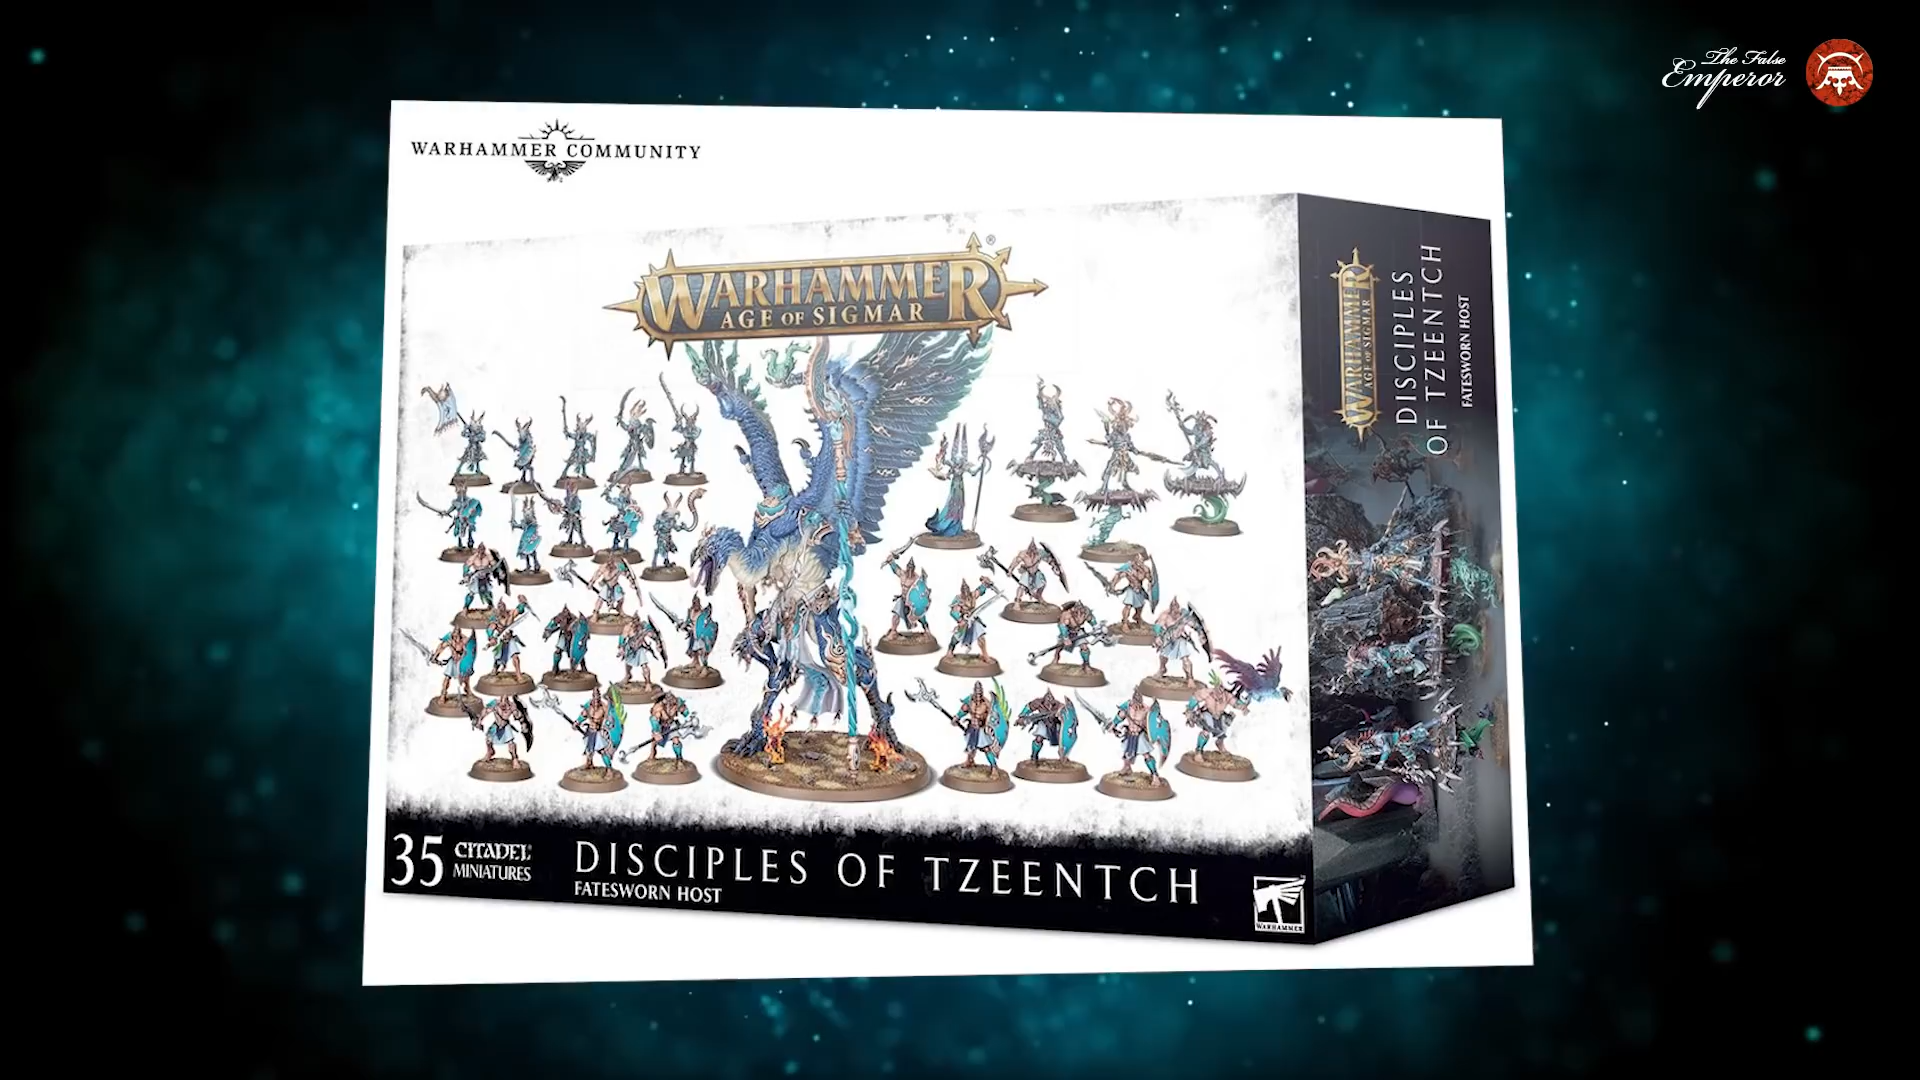 The False
Emperor
WARHAMMER COMMUNITY
WARHAMMER
AGE OF SIGMAR
®
WARHAMMER
AGE OF SIGMAR
DISCIPLES
OF TZEENTCH
FATESWORN HOST
35 CITADEL
MINIATURES
DISCIPLES OF TZEENTCH
FATESWORN HOST
WARHAMMER